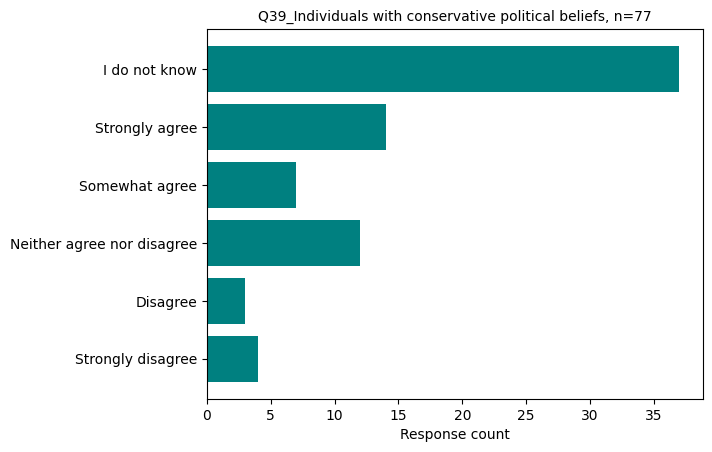 Q39_Individuals with conservative political beliefs, n=77
I do not know
Strongly agree
Somewhat agree
Neither agree nor disagree
Disagree
Strongly disagree
0 5 10 15 20 25 30 35
Response count